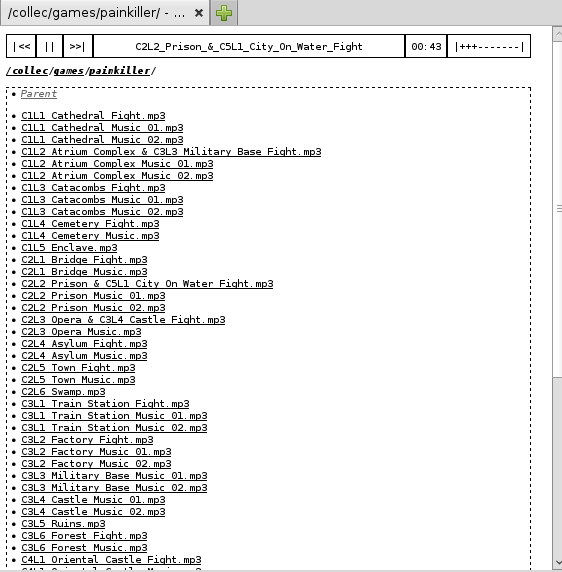 /collec/games/painkiller/ - ...
|<< || >>| C2L2_Prison_&_C5L1_City_On_Water_Fight 00:43 |+++-------|
/collec/games/painkiller/
Parent
C1L1 Cathedral Fight.mp3
C1L1 Cathedral Music 01.mp3
C1L1 Cathedral Music 02.mp3
C1L2 Atrium Complex & C3L3 Military Base Fight.mp3
C1L2 Atrium Complex Music 01.mp3
C1L2 Atrium Complex Music 02.mp3
C1L3 Catacombs Fight.mp3
C1L3 Catacombs Music 01.mp3
C1L3 Catacombs Music 02.mp3
C1L4 Cemetery Fight.mp3
C1L4 Cemetery Music.mp3
C1L5 Enclave.mp3
C2L1 Bridge Fight.mp3
C2L1 Bridge Music.mp3
C2L2 Prison & C5L1 City On Water Fight.mp3
C2L2 Prison Music 01.mp3
C2L2 Prison Music 02.mp3
C2L3 Opera & C3L4 Castle Fight.mp3
C2L3 Opera Music.mp3
C2L4 Asylum Fight.mp3
C2L4 Asylum Music.mp3
C2L5 Town Fight.mp3
C2L5 Town Music.mp3
C2L6 Swamp.mp3
C3L1 Train Station Fight.mp3
C3L1 Train Station Music 01.mp3
C3L1 Train Station Music 02.mp3
C3L2 Factory Fight.mp3
C3L2 Factory Music 01.mp3
C3L2 Factory Music 02.mp3
C3L3 Military Base Music 01.mp3
C3L3 Military Base Music 02.mp3
C3L4 Castle Music 01.mp3
C3L4 Castle Music 02.mp3
C3L5 Ruins.mp3
C3L6 Forest Fight.mp3
C3L6 Forest Music.mp3
C4L1 Oriental Castle Fight.mp3